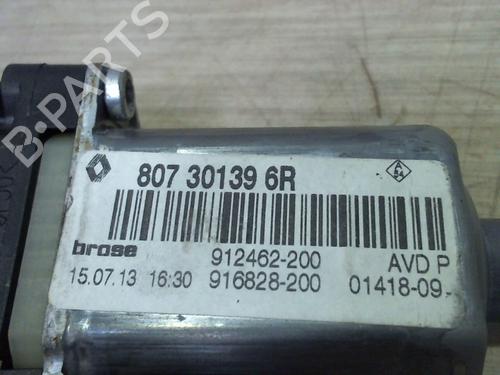 B-PARTS
807 30139 6R
brose
912462-200
AVD P
15.07.13 16:30
916828-200
01418-09-